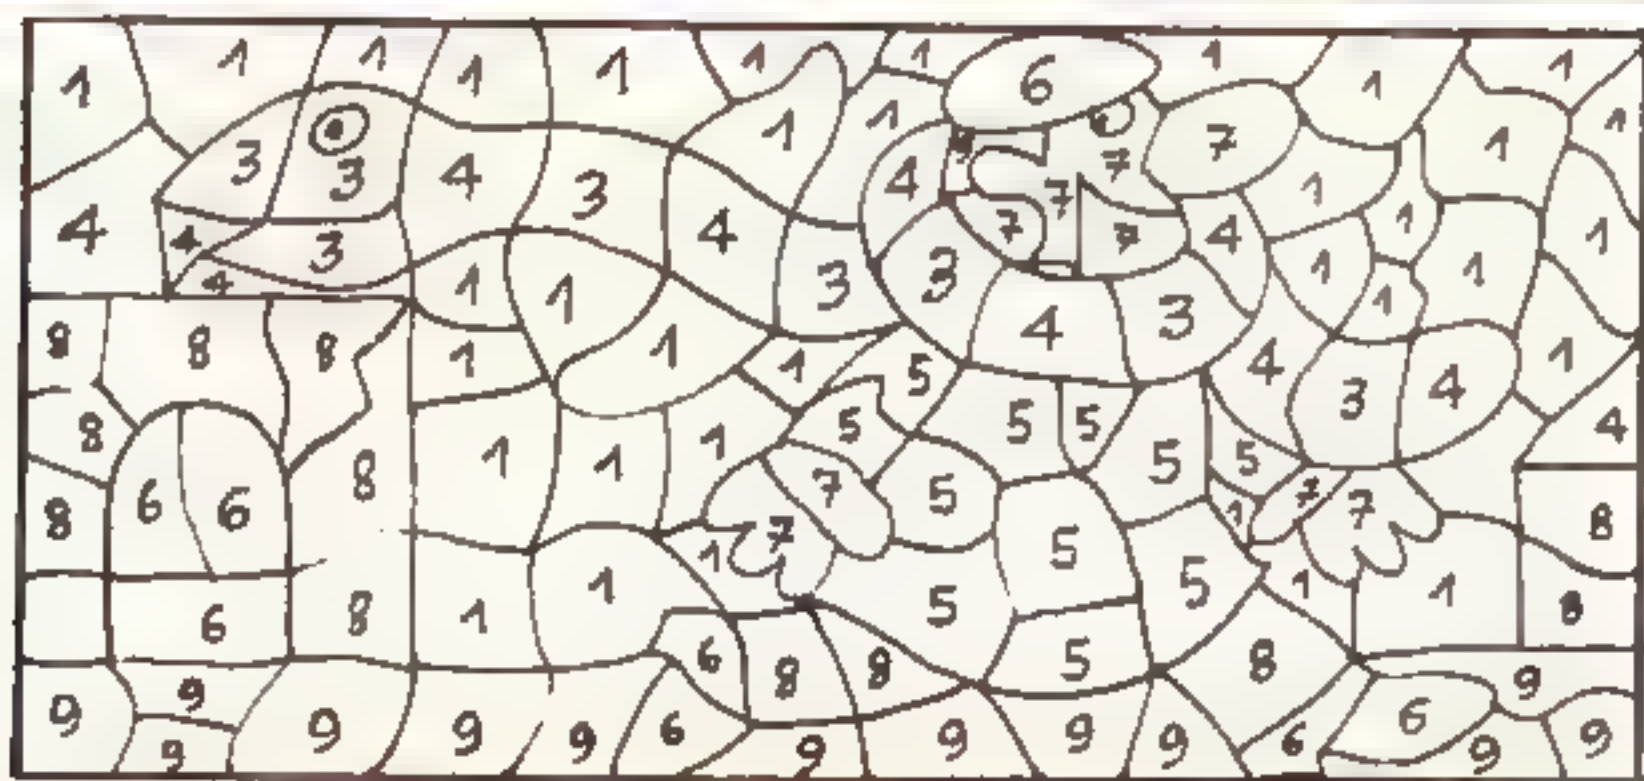 1 1 1 1 1 1 1 6 1 1 1
3 3 4 3 1 1 4 9 7 7 1 1 1
4 4 3 4 4 3 3 7 7 7 4 1 1 1 1
4 1 1 3 4 3 1 1
8 8 8 1 1 1 5 4 3 4 1
8 8 1 1 1 5 5 5 5 5 4
8 6 6 7 5 5 1 7 7 8
6 8 1 1 1 7 5 5 5 1 1 8
6 8 8 5 8 9
9 9 9 9 9 9 6 9 9 9 9 6 6 9 9